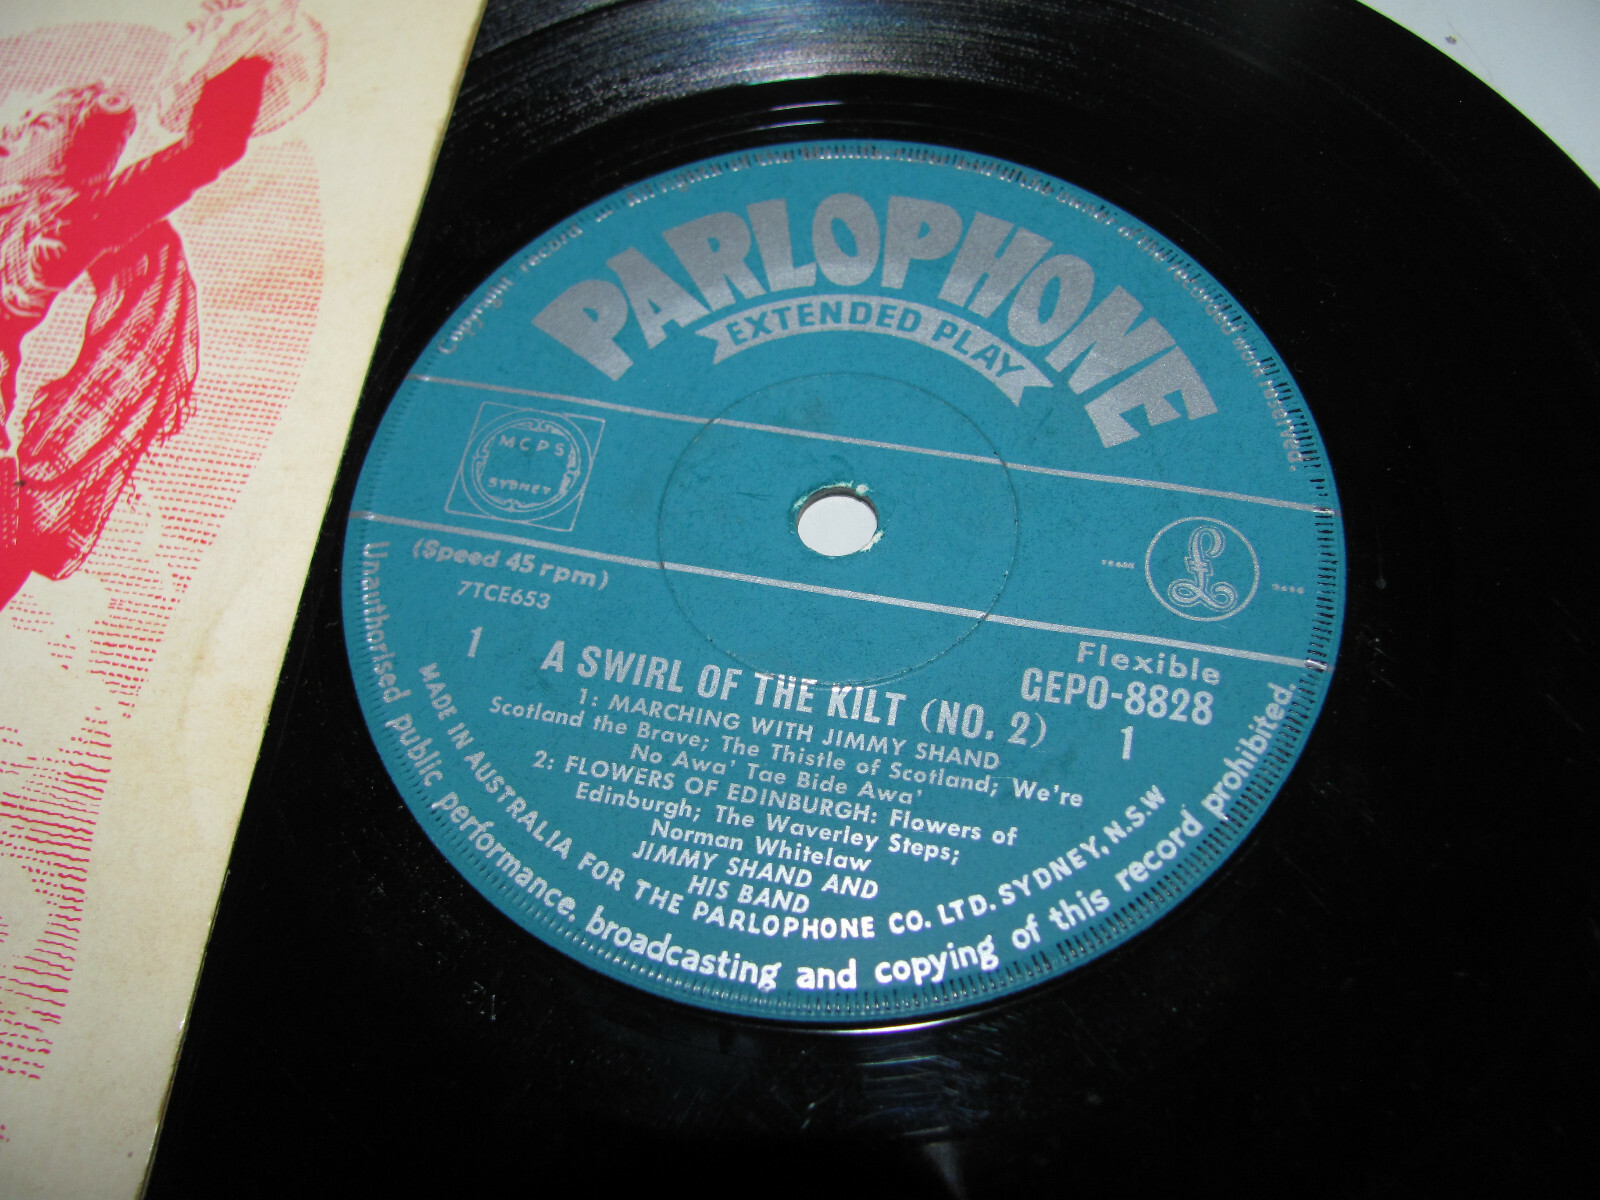 Copyright record
PARLOPHONE
EXTENDED PLAY
MCPS
SYDNEY
(Speed 45 rpm)
7TCE653
Flexible
GEPO-8828
1
1
A SWIRL OF THE KILT (NO. 2)
1: MARCHING WITH JIMMY SHAND
Scotland the Brave; The Thistle of Scotland; We're
No Awa' Tae Bide Awa'
2: FLOWERS OF EDINBURGH: Flowers of
Edinburgh; The Waverley Steps;
Norman Whitelaw
JIMMY SHAND AND
HIS BAND
MADE IN AUSTRALIA FOR THE PARLOPHONE CO. LTD. SYDNEY, N.S.W
Unauthorised public performance, broadcasting and copying of this record prohibited.